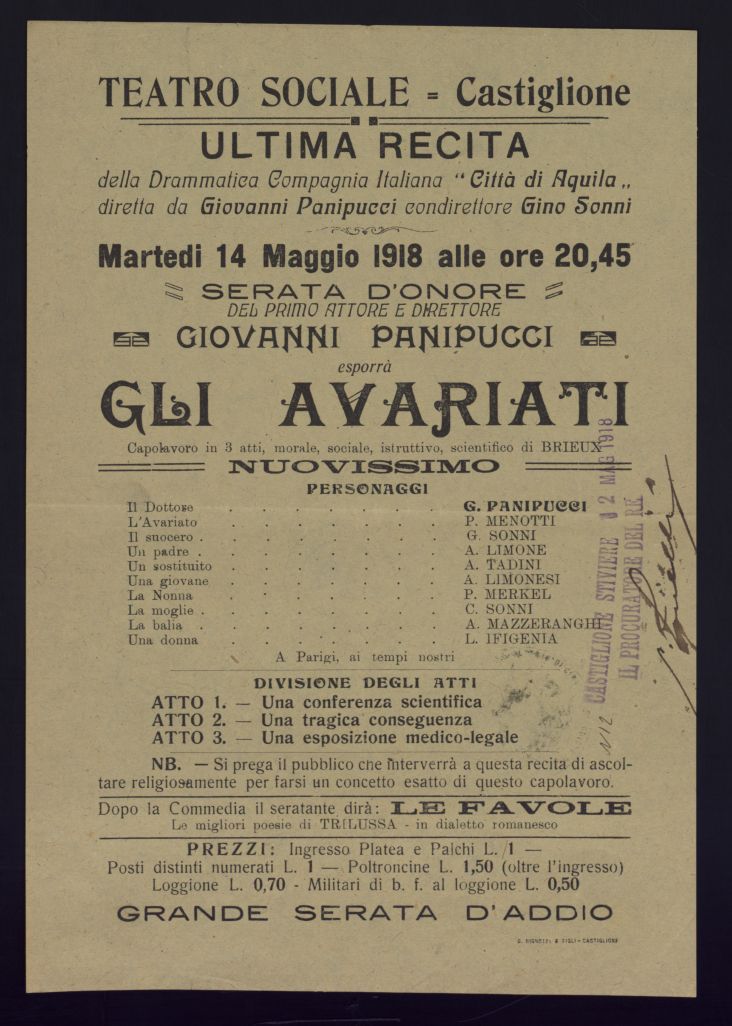 TEATRO SOCIALE = Castiglione
ULTIMA RECITA
della Drammatica Compagnia Italiana "Città di Aquila„
diretta da Giovanni Panipucci condirettore Gino Sonni
Martedi 14 Maggio 1918 alle ore 20,45
SERATA D'ONORE
DEL PRIMO ATTORE E DIRETTORE
GIOVANNI PANIPUCCI
esporrà
GLI AVARIATI
Capolavoro in 3 atti, morale, sociale, istruttivo, scientifico di BRIEUX
NUOVISSIMO
PERSONAGGI
Il Dottore . . . . . . . . G. PANIPUCCI
L'Avariato . . . . . . . . P. MENOTTI
Il suocero . . . . . . . . G. SONNI
Un padre . . . . . . . . . A. LIMONE
Un sostituito . . . . . . . . A. TADINI
Una giovane . . . . . . . . A. LIMONESI
La Nonna . . . . . . . . P. MERKEL
La moglie . . . . . . . . . C. SONNI
La balia . . . . . . . . . A. MAZZERANGHI
Una donna . . . . . . . . L. IFIGENIA
A Parigi, ai tempi nostri
DIVISIONE DEGLI ATTI
ATTO 1. — Una conferenza scientifica
ATTO 2. — Una tragica conseguenza
ATTO 3. — Una esposizione medico-legale
NB. — Si prega il pubblico che interverrà a questa recita di ascol-
tare religiosamente per farsi un concetto esatto di questo capolavoro.
Dopo la Commedia il seratante dirà: LE FAVOLE
Le migliori poesie di TRILUSSA - in dialetto romanesco
PREZZI: Ingresso Platea e Palchi L. 1 —
Posti distinti numerati L. 1 — Poltroncine L. 1,50 (oltre l'ingresso)
Loggione L. 0,70 - Militari di b. f. al loggione L. 0,50
GRANDE SERATA D'ADDIO
CASTIGLIONE
CASTIGLIONE STIVIERE 12 MAG 1918
IL PROCURATORE DEL RE
N 12